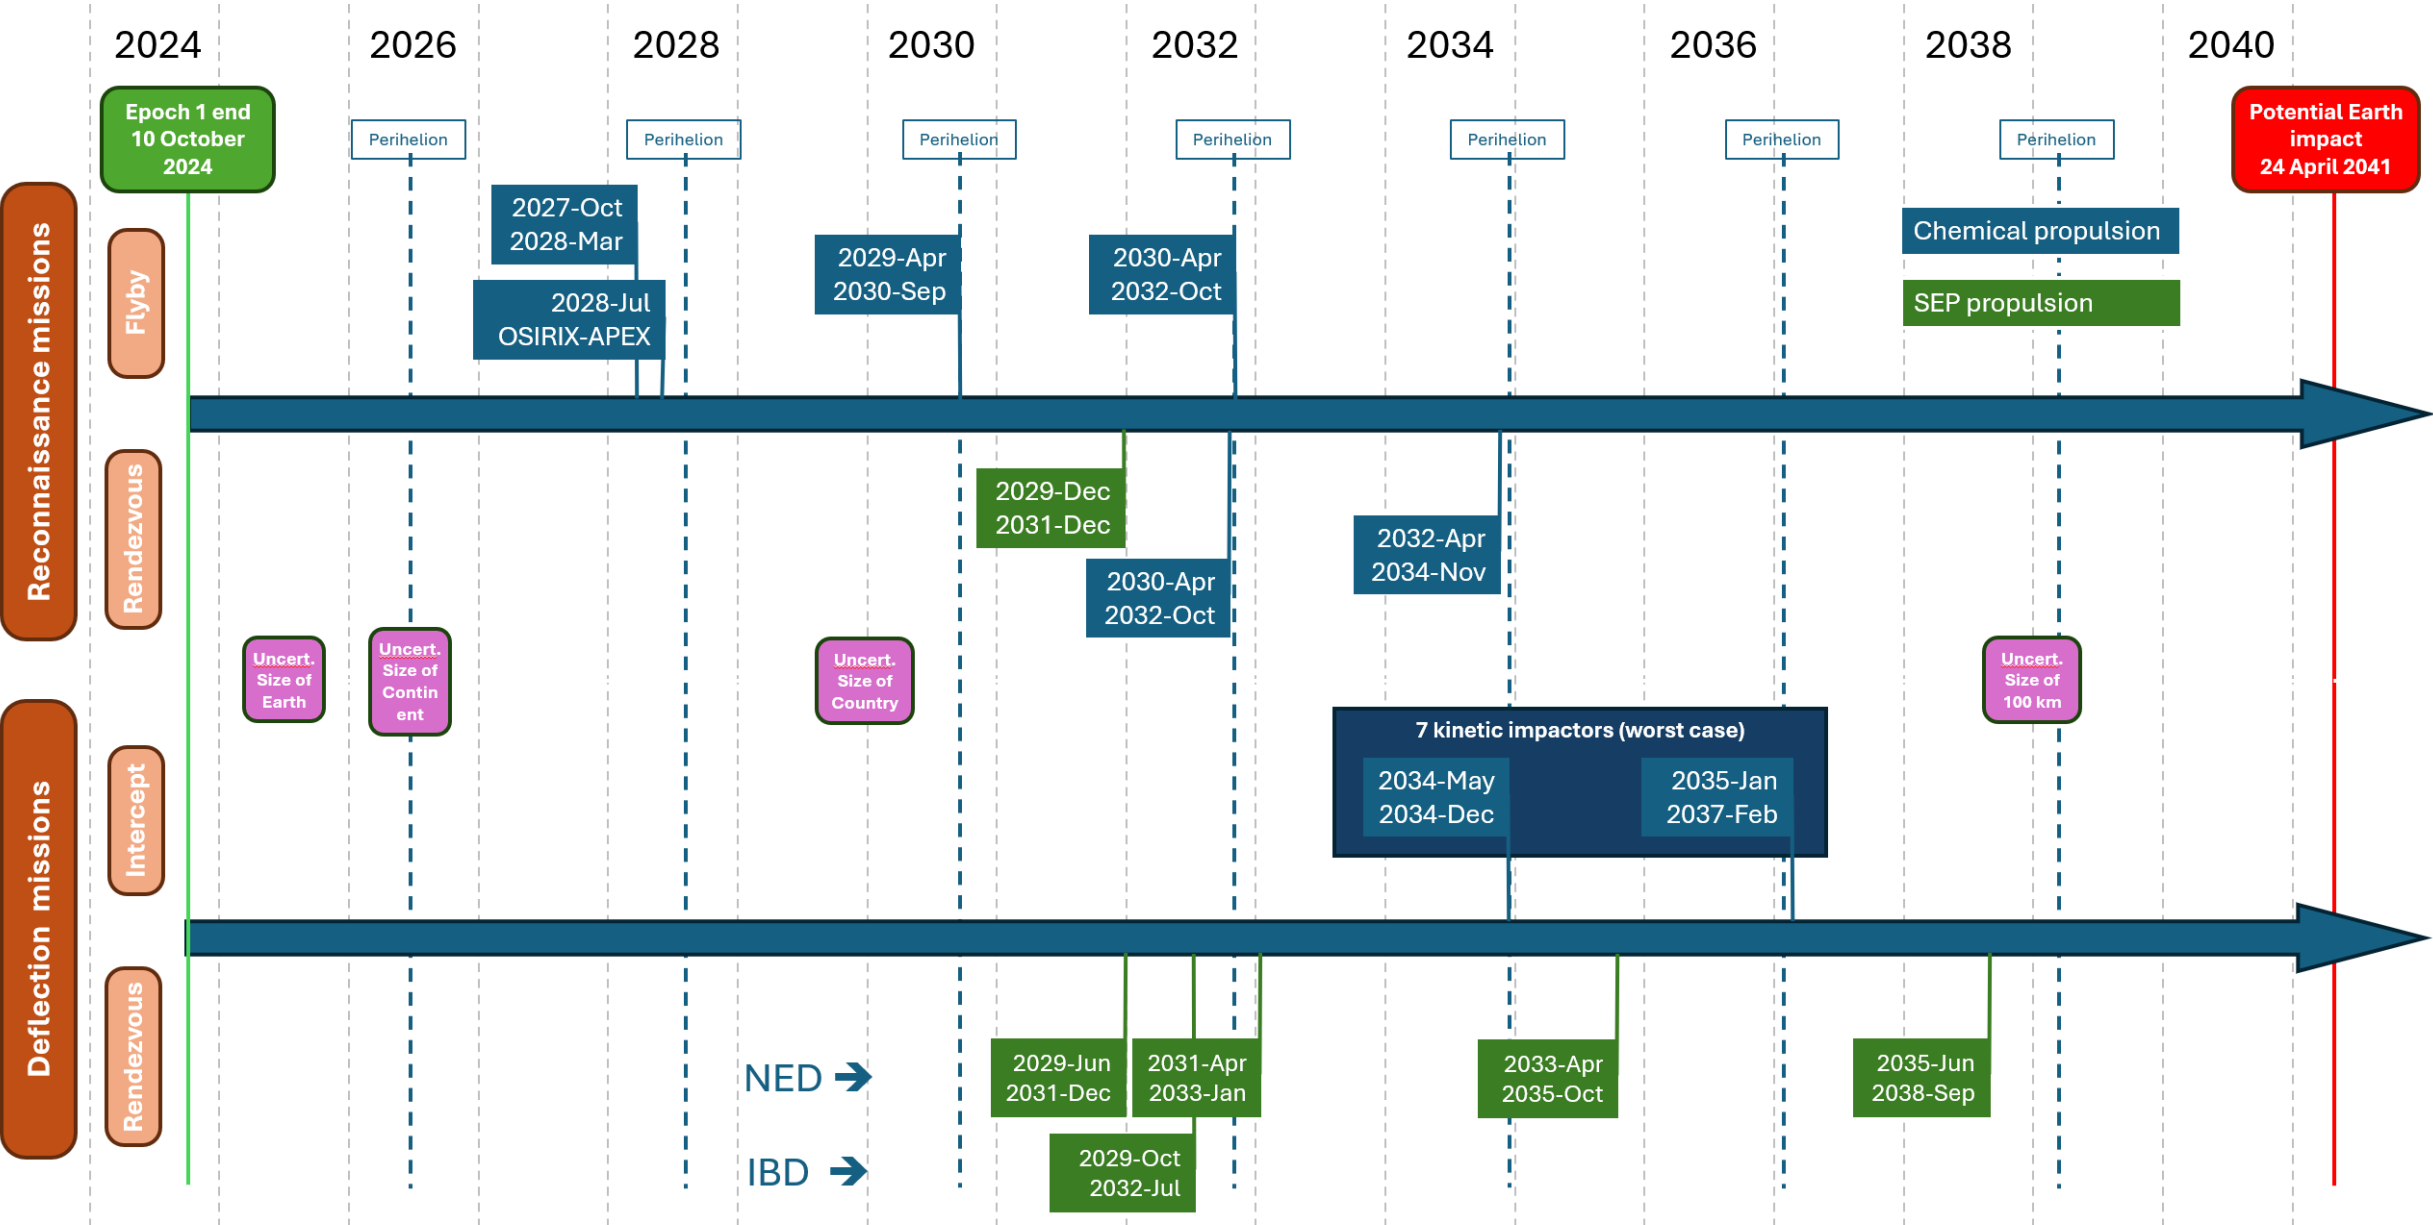 2024 2026 2028 2030 2032 2034 2036 2038 2040
Epoch 1 end
10 October
2024
Perihelion
Perihelion
Perihelion
Perihelion
Perihelion
Perihelion
Perihelion
Potential Earth
impact
24 April 2041
Reconnaissance missions
Flyby
2027-Oct
2028-Mar
2028-Jul
OSIRIX-APEX
2029-Apr
2030-Sep
2030-Apr
2032-Oct
Chemical propulsion
SEP propulsion
Rendezvous
2029-Dec
2031-Dec
2030-Apr
2032-Oct
2032-Apr
2034-Nov
Uncert.
Size of
Earth
Uncert.
Size of
Contin
ent
Uncert.
Size of
Country
Uncert.
Size of
100 km
Deflection missions
Intercept
7 kinetic impactors (worst case)
2034-May
2034-Dec
2035-Jan
2037-Feb
Rendezvous
NED
2029-Jun
2031-Dec
2031-Apr
2033-Jan
2033-Apr
2035-Oct
2035-Jun
2038-Sep
IBD
2029-Oct
2032-Jul